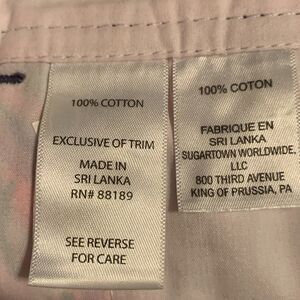 100% COTTON
EXCLUSIVE OF TRIM
MADE IN
SRI LANKA
RN# 88189
SEE REVERSE
FOR CARE
100% COTON
FABRIQUE EN
SRI LANKA
SUGARTOWN WORLDWIDE,
LLC
800 THIRD AVENUE
KING OF PRUSSIA, PA